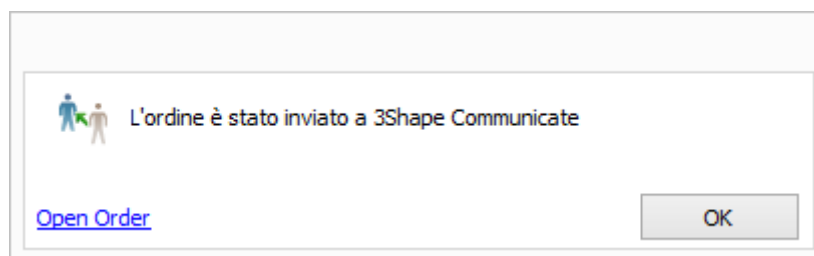 L'ordine è stato inviato a 3Shape Communicate
Open Order
OK